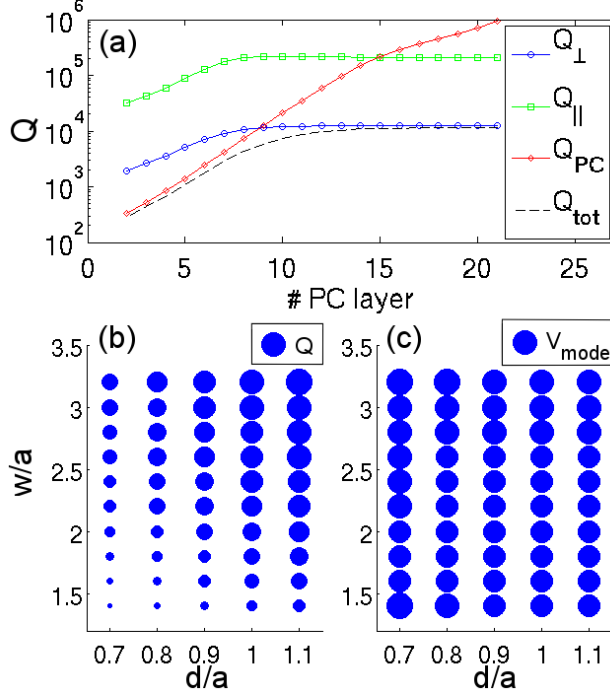 (a)
10^6
10^5
10^4
10^3
10^2
Q
0
5
10
15
20
25
# PC layer
Q_⊥
Q_||
Q_PC
Q_tot
(b)
Q
3.5
3
2.5
2
1.5
w/a
0.7
0.8
0.9
1
1.1
d/a
(c)
V_mode
3.5
3
2.5
2
1.5
0.7
0.8
0.9
1
1.1
d/a